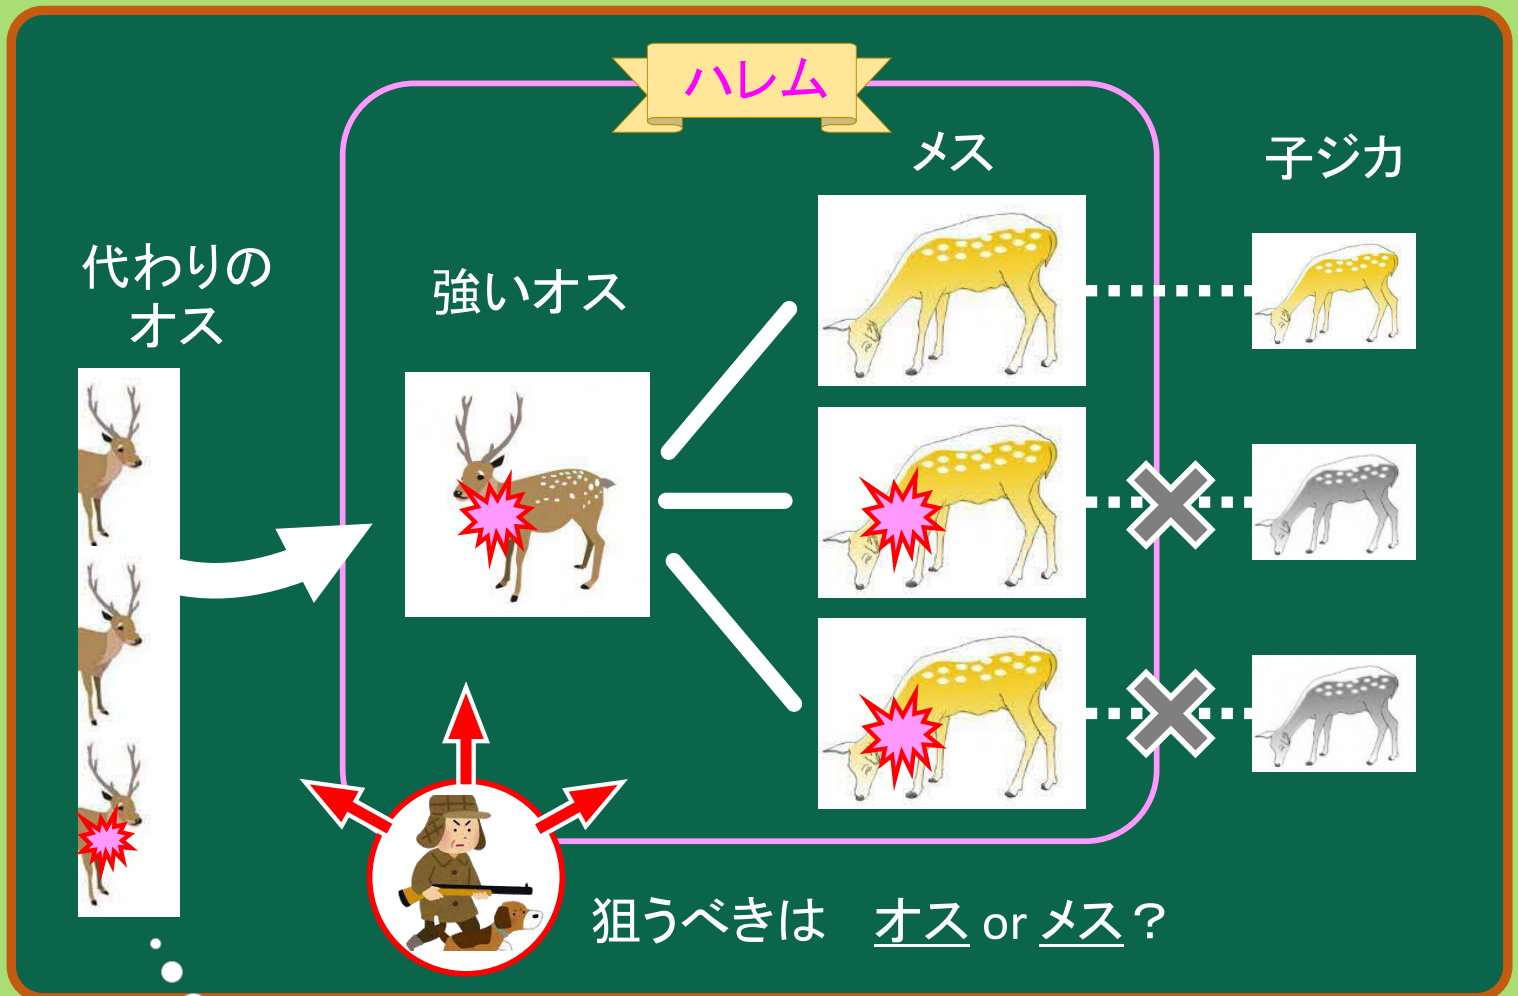 ハレム
メス
子ジカ
代わりの
オス
強いオス
狙うべきは　オス or メス？